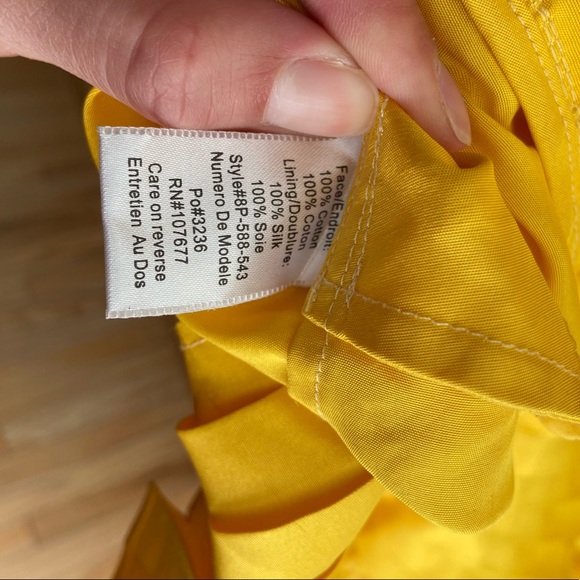 Face/Endroit:
100% Cotton
100% Coton
Lining/Doublure:
100% Silk
100% Soie
Style#8P-588-543
Numero De Modele
Po#3236
RN#107677
Care on reverse
Entretien Au Dos